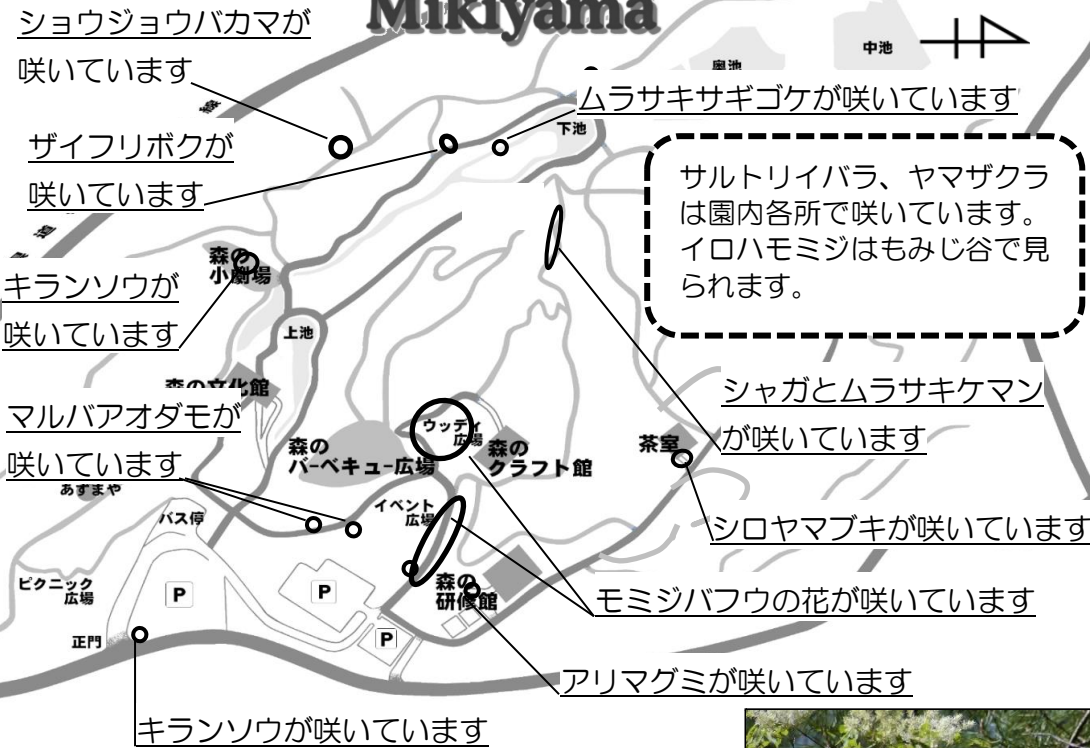 Mikiyama
ショウジョウバカマが
咲いています
中池
奥池
ムラサキサギゴケが咲いています
下池
ザイフリボクが
咲いています
サルトリイバラ、ヤマザクラ
は園内各所で咲いています。
イロハモミジはもみじ谷で見
られます。
線
道
森の
小劇場
キランソウが
咲いています
上池
森の文化館
マルバアオダモが
咲いています
あずまや
シャガとムラサキケマン
が咲いています
ウッディ
広場
森の
バーベキュー広場
森の
クラフト館
茶室
バス停
イベント
広場
シロヤマブキが咲いています
ピクニック
広場
P
P
P
森の
研修館
モミジバフウの花が咲いています
正門
アリマグミが咲いています
キランソウが咲いています